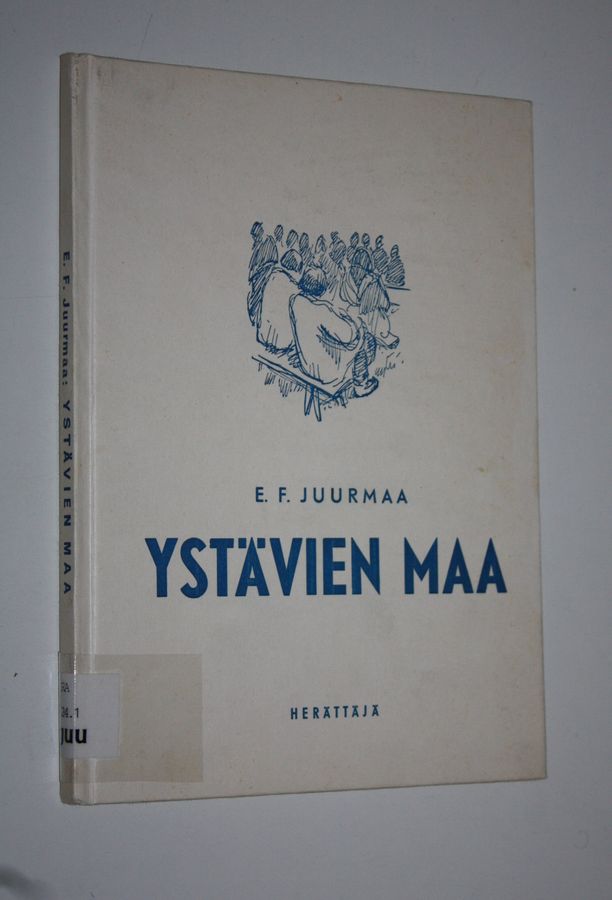 E. F. JUURMAA
YSTÄVIEN MAA
HERÄTTÄJÄ
E. F. Juurmaa: YSTÄVIEN MAA
juu